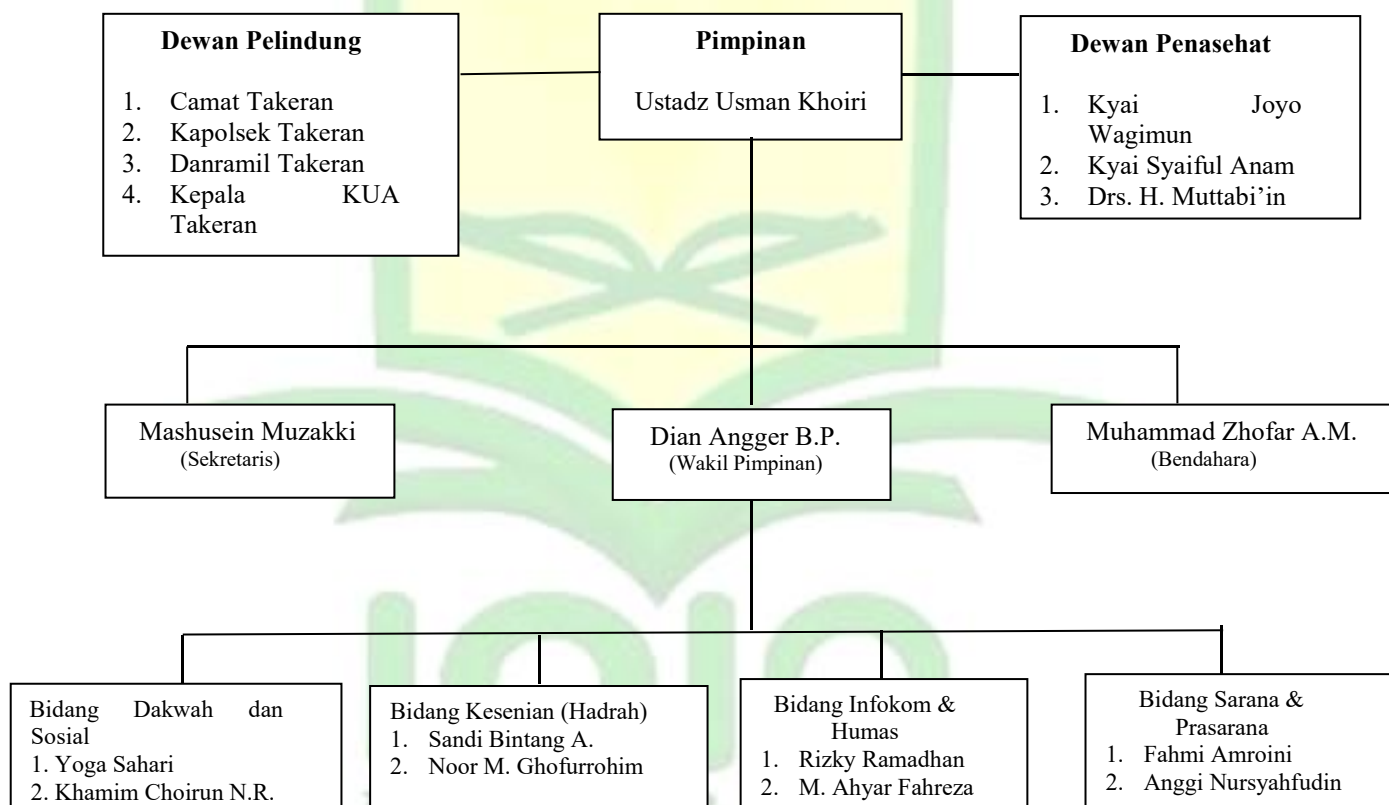 Dewan Pelindung
1. Camat Takeran
2. Kapolsek Takeran
3. Danramil Takeran
4. Kepala KUA
Takeran
Pimpinan
Ustadz Usman Khoiri
Dewan Penasehat
1. Kyai Joyo
Wagimun
2. Kyai Syaiful Anam
3. Drs. H. Muttabi’in
Mashusein Muzakki
(Sekretaris)
Dian Angger B.P.
(Wakil Pimpinan)
Muhammad Zhofar A.M.
(Bendahara)
Bidang Dakwah dan
Sosial
1. Yoga Sahari
2. Khamim Choirun N.R.
Bidang Kesenian (Hadrah)
1. Sandi Bintang A.
2. Noor M. Ghofurrohim
Bidang Infokom &
Humas
1. Rizky Ramadhan
2. M. Ahyar Fahreza
Bidang Sarana &
Prasarana
1. Fahmi Amroini
2. Anggi Nursyahfudin